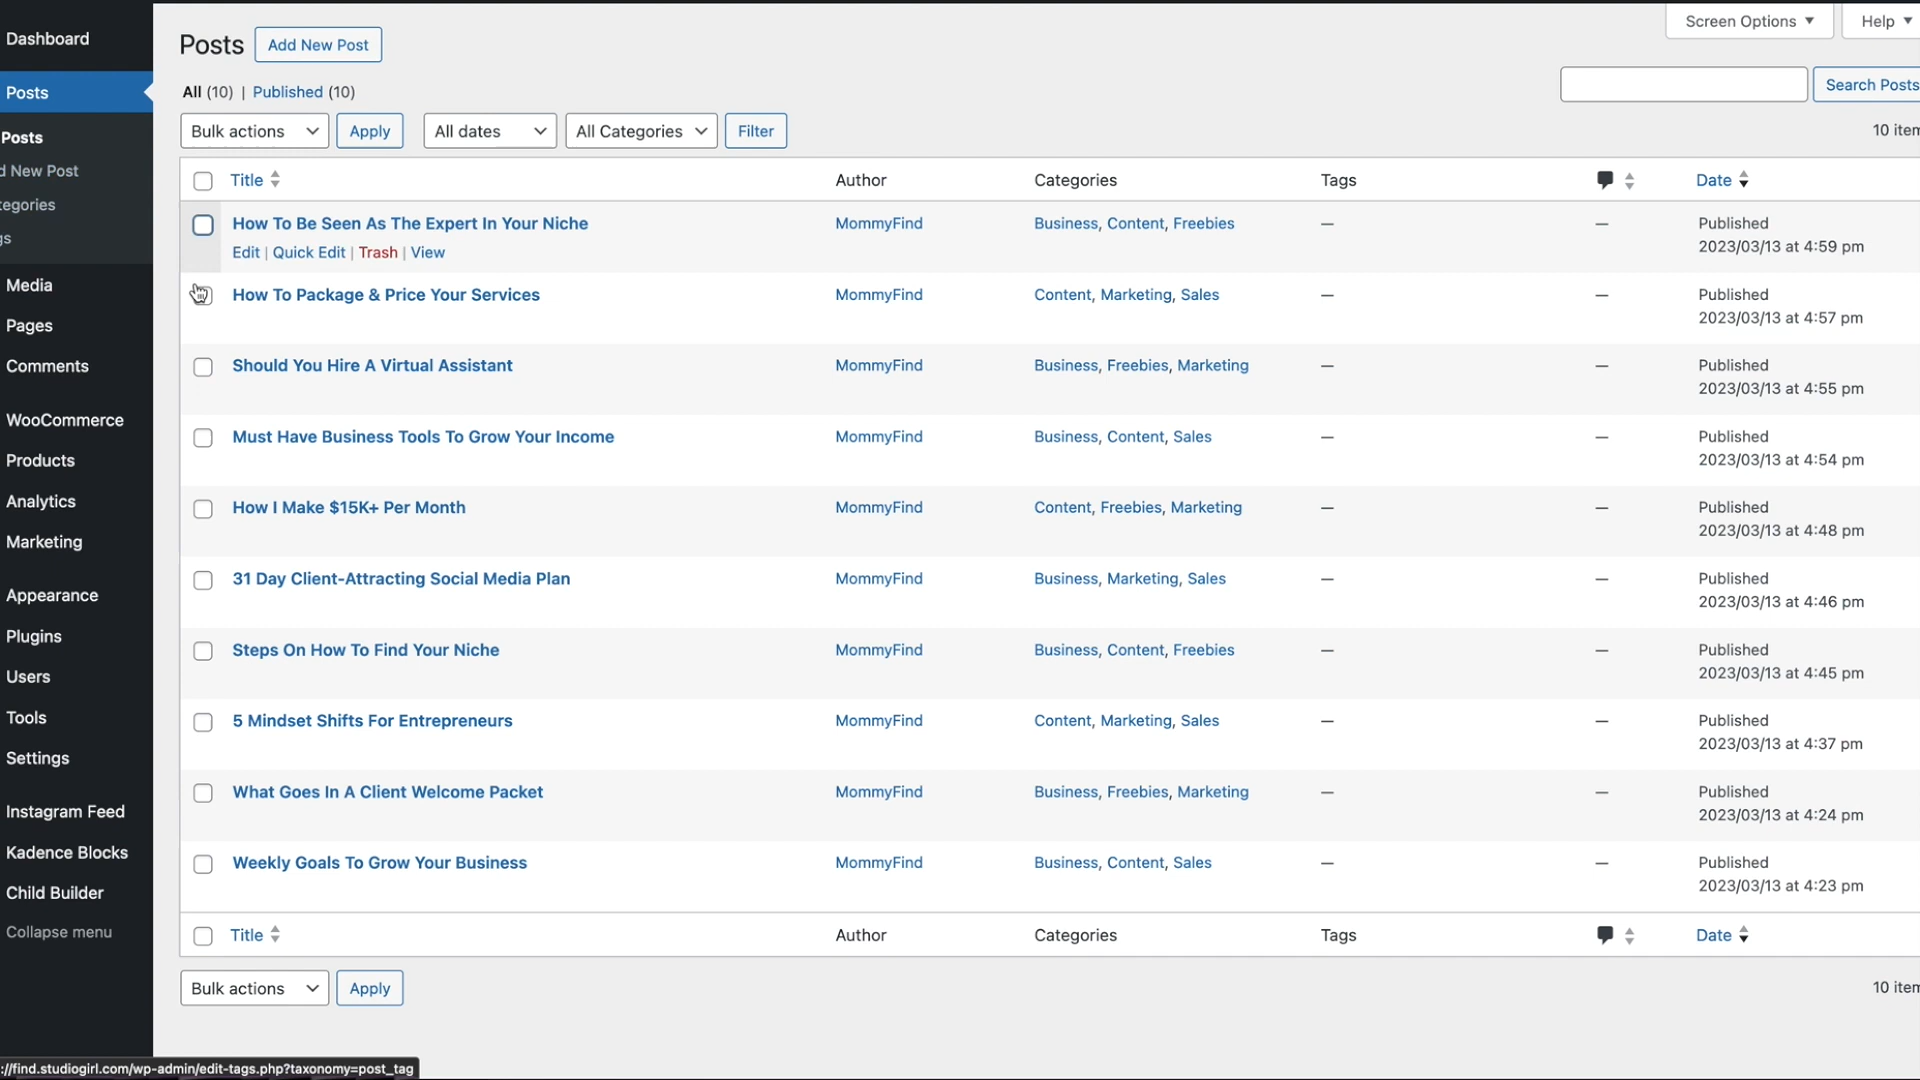 Dashboard
Posts
Posts
d New Post
tegories
gs
Media
Pages
Comments
WooCommerce
Products
Analytics
Marketing
Appearance
Plugins
Users
Tools
Settings
Instagram Feed
Kadence Blocks
Child Builder
Collapse menu
Screen Options Help
Posts Add New Post
All (10) | Published (10)
Search Posts
Bulk actions Apply All dates All Categories Filter
10 item
Title Author Categories Tags Date
How To Be Seen As The Expert In Your Niche MommyFind Business, Content, Freebies — — Published
Edit | Quick Edit | Trash | View 2023/03/13 at 4:59 pm
How To Package & Price Your Services MommyFind Content, Marketing, Sales — — Published
2023/03/13 at 4:57 pm
Should You Hire A Virtual Assistant MommyFind Business, Freebies, Marketing — — Published
2023/03/13 at 4:55 pm
Must Have Business Tools To Grow Your Income MommyFind Business, Content, Sales — — Published
2023/03/13 at 4:54 pm
How I Make $15K+ Per Month MommyFind Content, Freebies, Marketing — — Published
2023/03/13 at 4:48 pm
31 Day Client-Attracting Social Media Plan MommyFind Business, Marketing, Sales — — Published
2023/03/13 at 4:46 pm
Steps On How To Find Your Niche MommyFind Business, Content, Freebies — — Published
2023/03/13 at 4:45 pm
5 Mindset Shifts For Entrepreneurs MommyFind Content, Marketing, Sales — — Published
2023/03/13 at 4:37 pm
What Goes In A Client Welcome Packet MommyFind Business, Freebies, Marketing — — Published
2023/03/13 at 4:24 pm
Weekly Goals To Grow Your Business MommyFind Business, Content, Sales — — Published
2023/03/13 at 4:23 pm
Title Author Categories Tags Date
Bulk actions Apply
10 item
://find.studiogirl.com/wp-admin/edit-tags.php?taxonomy=post_tag